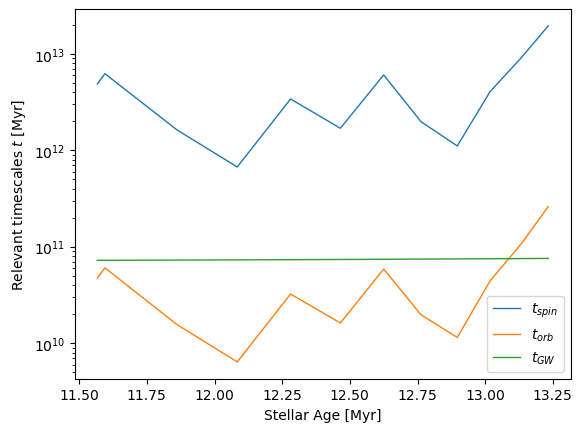 10^13
10^12
10^11
10^10
Relevant timescales t [Myr]
t_spin
t_orb
t_GW
11.50 11.75 12.00 12.25 12.50 12.75 13.00 13.25
Stellar Age [Myr]